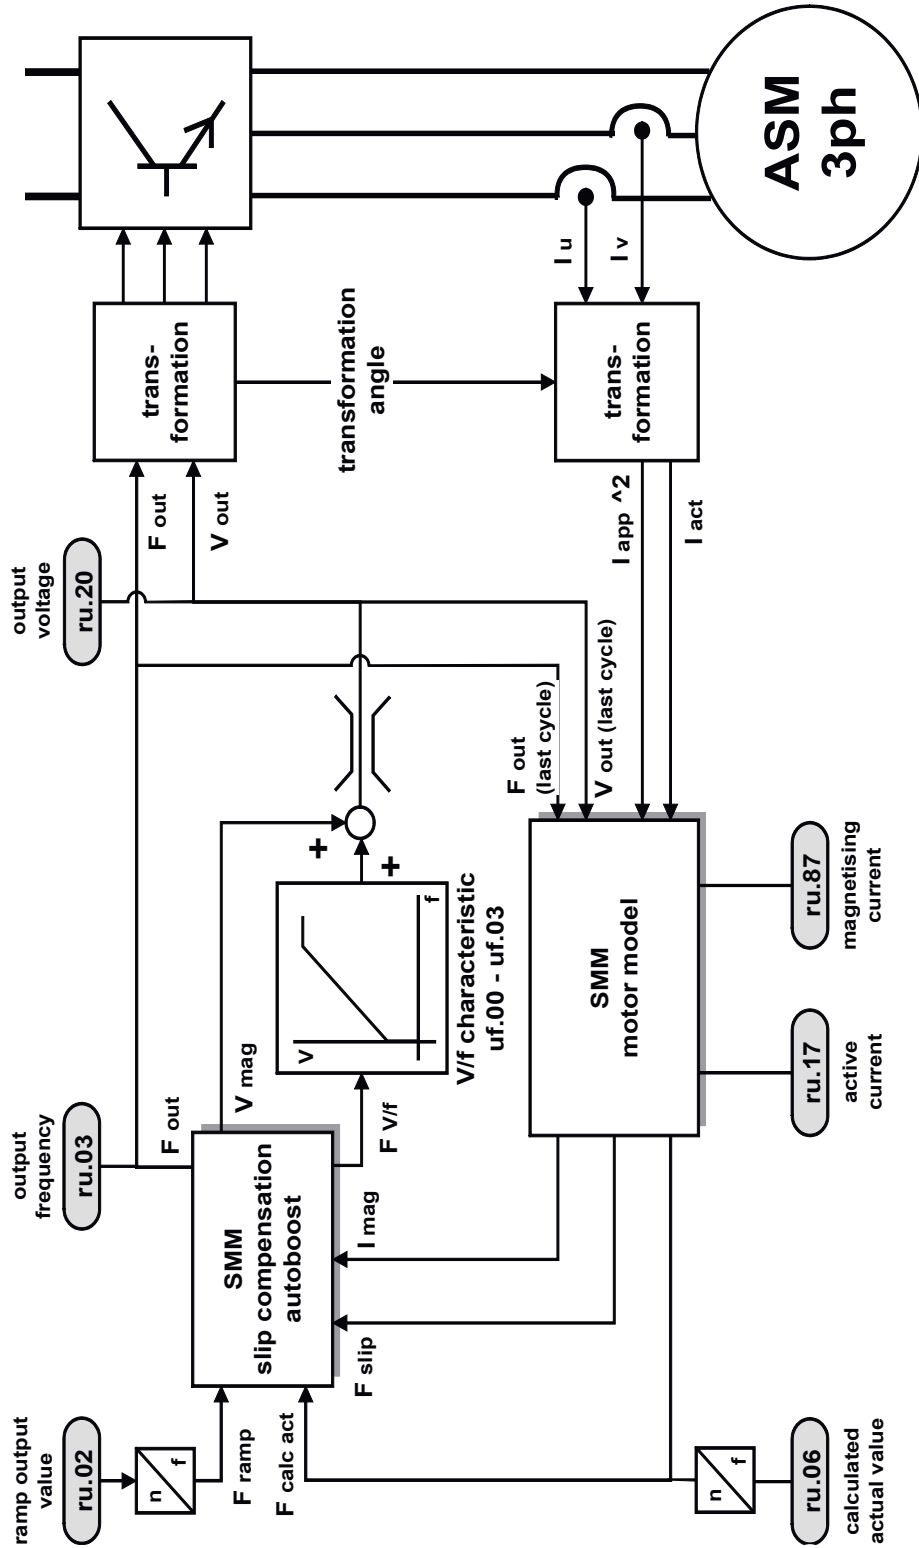 ramp output
value
ru.02
n
f
F ramp
F calc act
n
f
ru.06
calculated
actual value
output
frequency
ru.03
F out
V mag
SMM
slip compensation
autoboost
F V/f
I mag
F slip
V
f
V/f characteristic
uf.00 - uf.03
+
+
SMM
motor model
ru.17
active
current
ru.87
magnetising
current
output
voltage
ru.20
F out
V out
F out
(last cycle)
V out (last cycle)
I app ^2
I act
trans-
formation
transformation
angle
trans-
formation
I u
I v
ASM
3ph